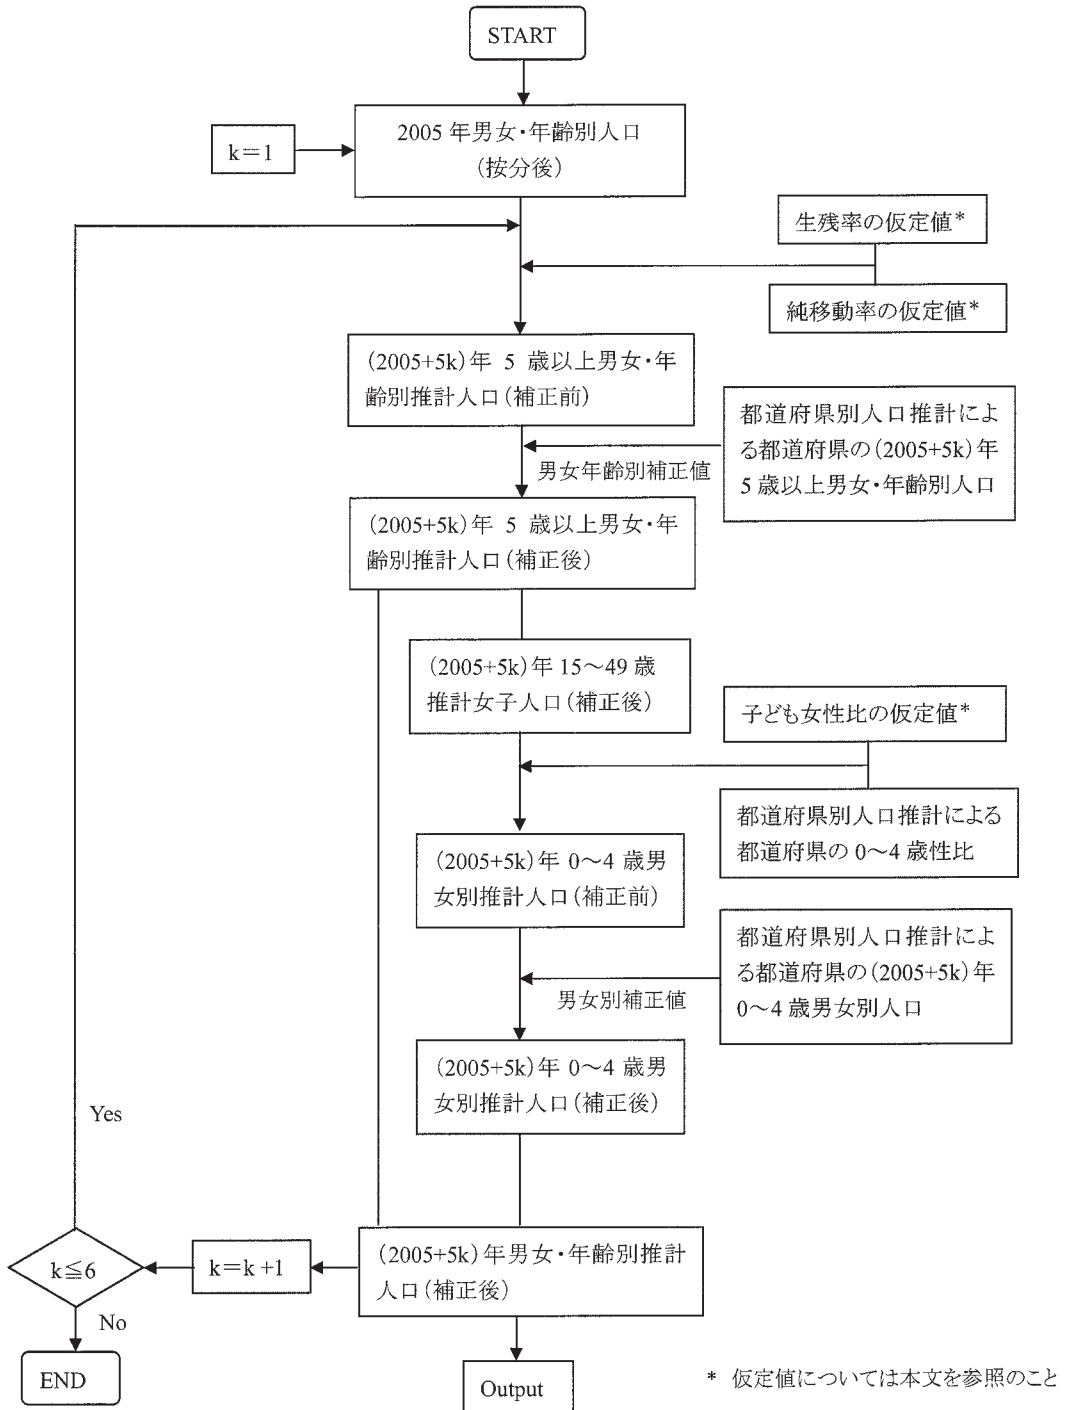 START
k=1
2005 年男女・年齢別人口
(按分後)
生残率の仮定値*
純移動率の仮定値*
(2005+5k)年 5 歳以上男女・年
齢別推計人口(補正前)
都道府県別人口推計によ
る都道府県の(2005+5k)年
5 歳以上男女・年齢別人口
男女年齢別補正値
(2005+5k)年 5 歳以上男女・年
齢別推計人口(補正後)
(2005+5k)年 15～49 歳
推計女子人口(補正後)
子ども女性比の仮定値*
都道府県別人口推計による
都道府県の 0～4 歳性比
(2005+5k)年 0～4 歳男
女別推計人口(補正前)
都道府県別人口推計によ
る都道府県の(2005+5k)年
0～4 歳男女別人口
男女別補正値
(2005+5k)年 0～4 歳男
女別推計人口(補正後)
Yes
(2005+5k)年男女・年齢別推計
人口(補正後)
k=k+1
k≦6
No
END
Output
* 仮定値については本文を参照のこと